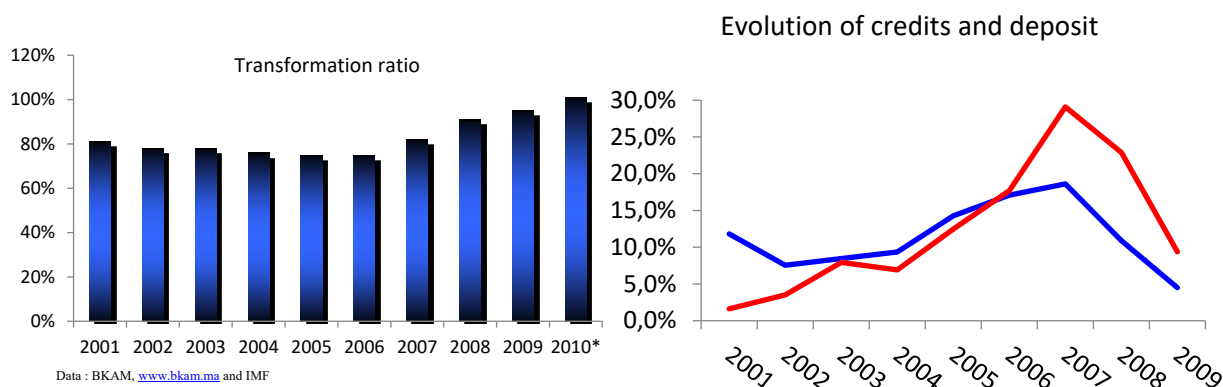 Transformation ratio
120%
100%
80%
60%
40%
20%
0%
2001 2002 2003 2004 2005 2006 2007 2008 2009 2010*
Data : BKAM, www.bkam.ma and IMF
Evolution of credits and deposit
30,0%
25,0%
20,0%
15,0%
10,0%
5,0%
0,0%
2001 2002 2003 2004 2005 2006 2007 2008 2009